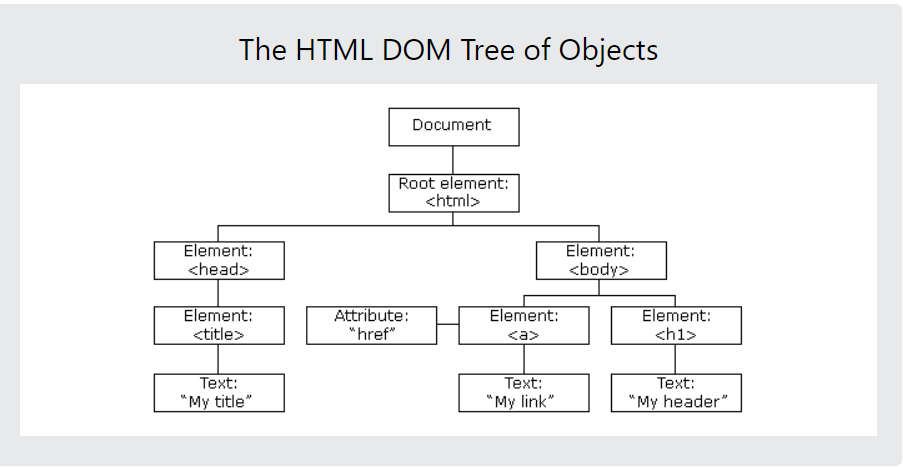 The HTML DOM Tree of Objects
Document
Root element:
<html>
Element:
<head>
Element:
<body>
Element:
<title>
Attribute:
“href”
Element:
<a>
Element:
<h1>
Text:
“My title”
Text:
“My link”
Text:
“My header”